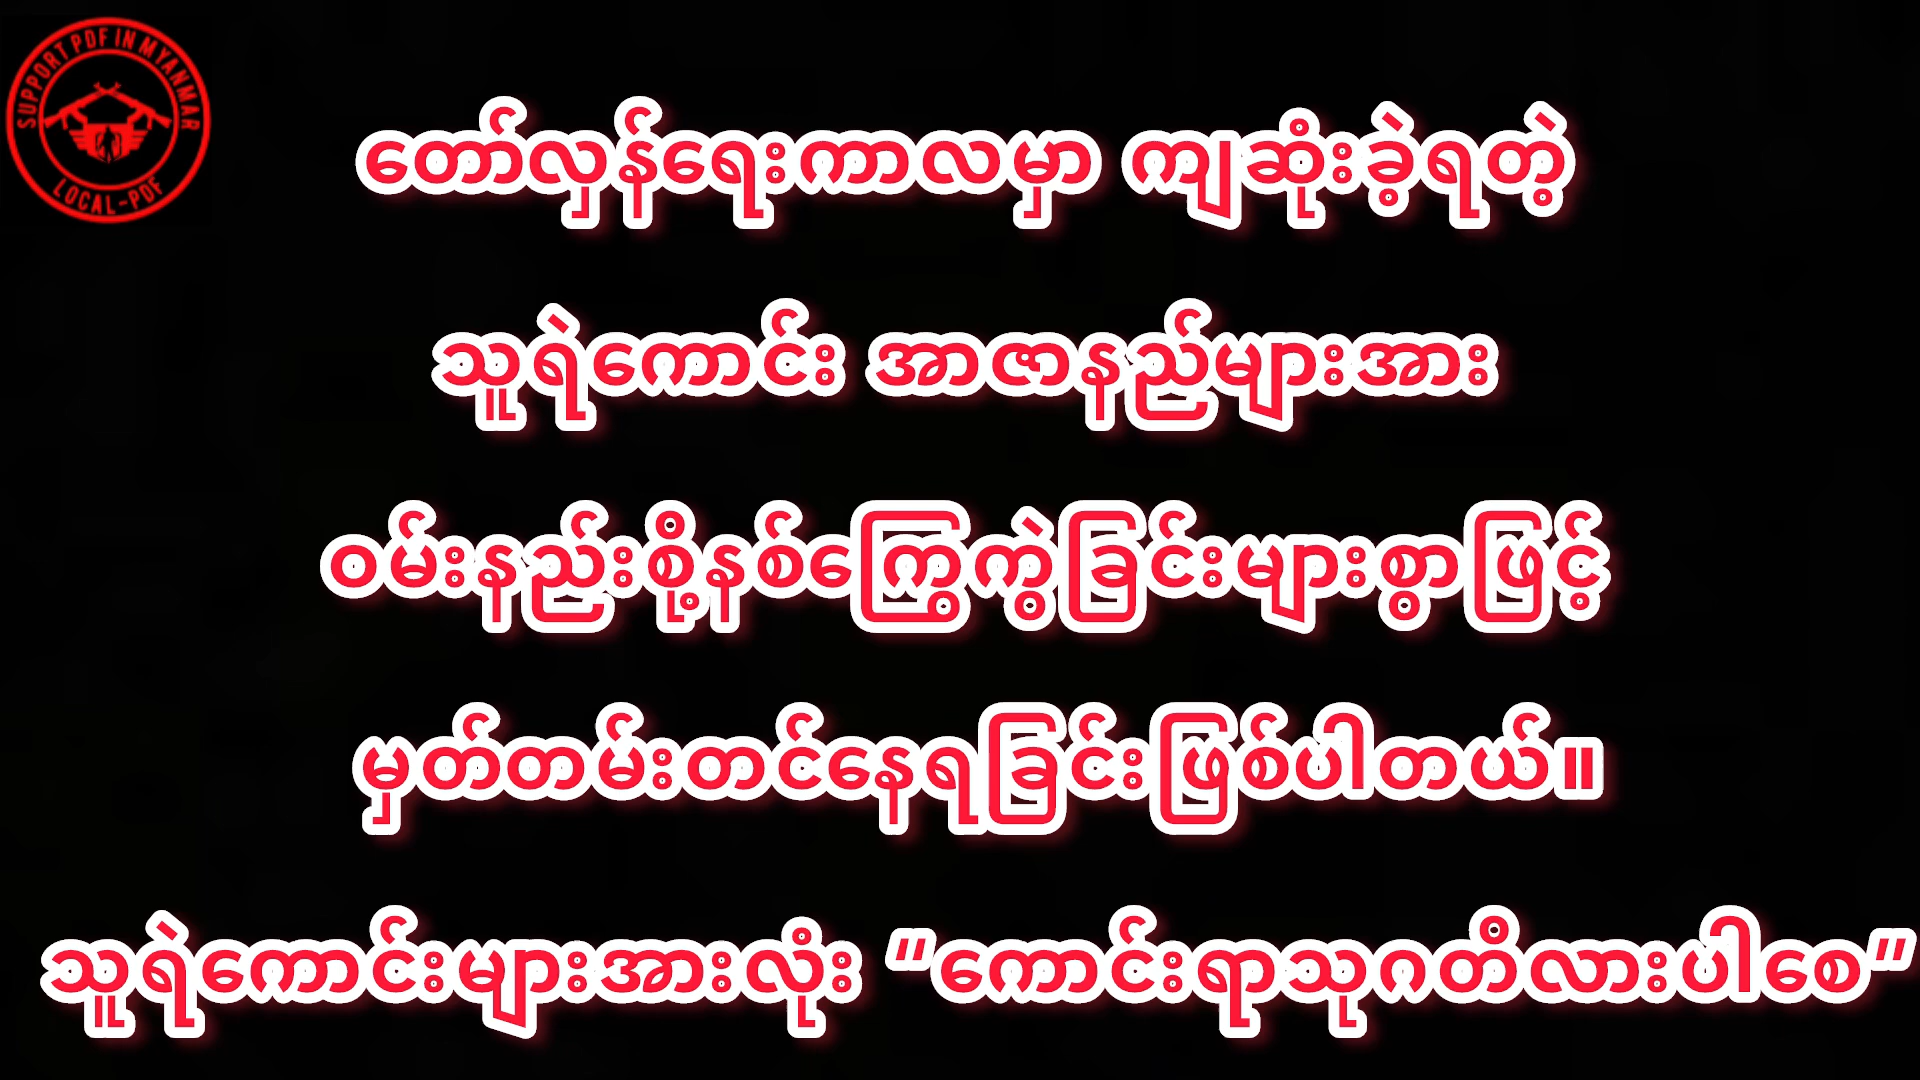 SUPPORT PDF IN MYANMAR
LOCAL-PDF
တော်လှန်ရေးကာလမှာ ကျဆုံးခဲ့ရတဲ့
သူရဲကောင်း အာဇာနည်များအား
ဝမ်းနည်းစို့နစ်ကြွေကွဲခြင်းများစွာဖြင့်
မှတ်တမ်းတင်နေရခြင်းဖြစ်ပါတယ်။
သူရဲကောင်းများအားလုံး "ကောင်းရာသုဂတိလားပါစေ"